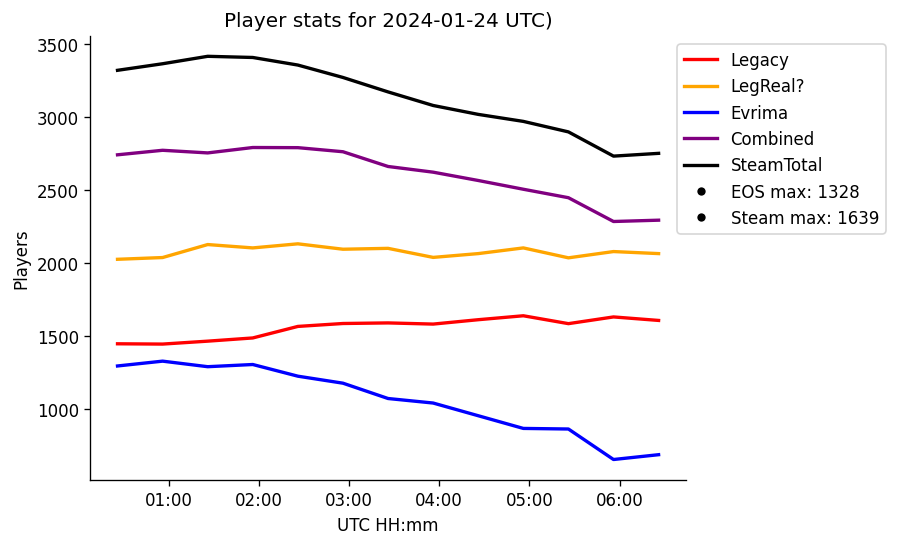 Player stats for 2024-01-24 UTC)
3500
3000
2500
2000
1500
1000
Players
01:00 02:00 03:00 04:00 05:00 06:00
UTC HH:mm
Legacy
LegReal?
Evrima
Combined
SteamTotal
EOS max: 1328
Steam max: 1639